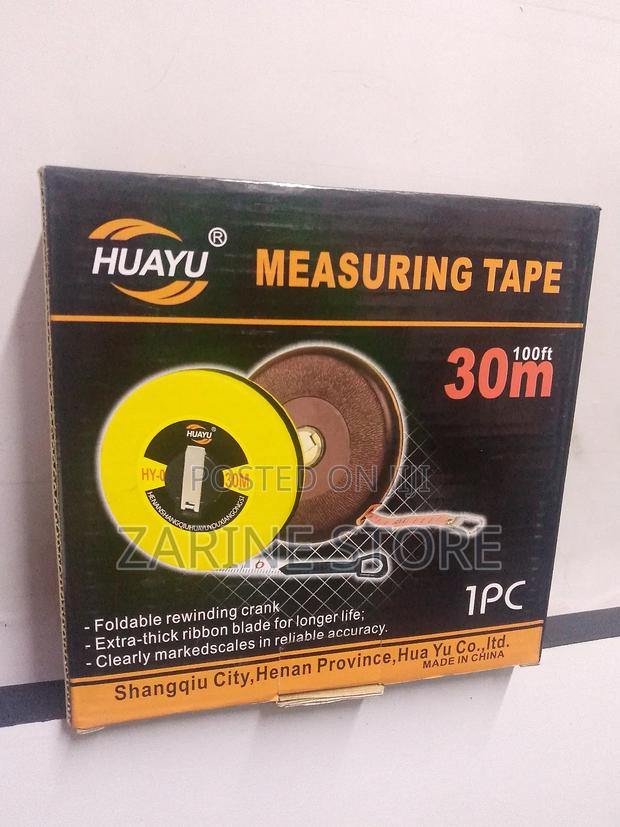 HUAYU ®
MEASURING TAPE
100ft
30m
HUAYU
HY-0
30M
POSTED ON
ZARINE STORE
1PC
- Foldable rewinding crank
- Extra-thick ribbon blade for longer life;
- Clearly markedscales in reliable accuracy.
Shangqiu City,Henan Province,Hua Yu Co.,ltd.
MADE IN CHINA